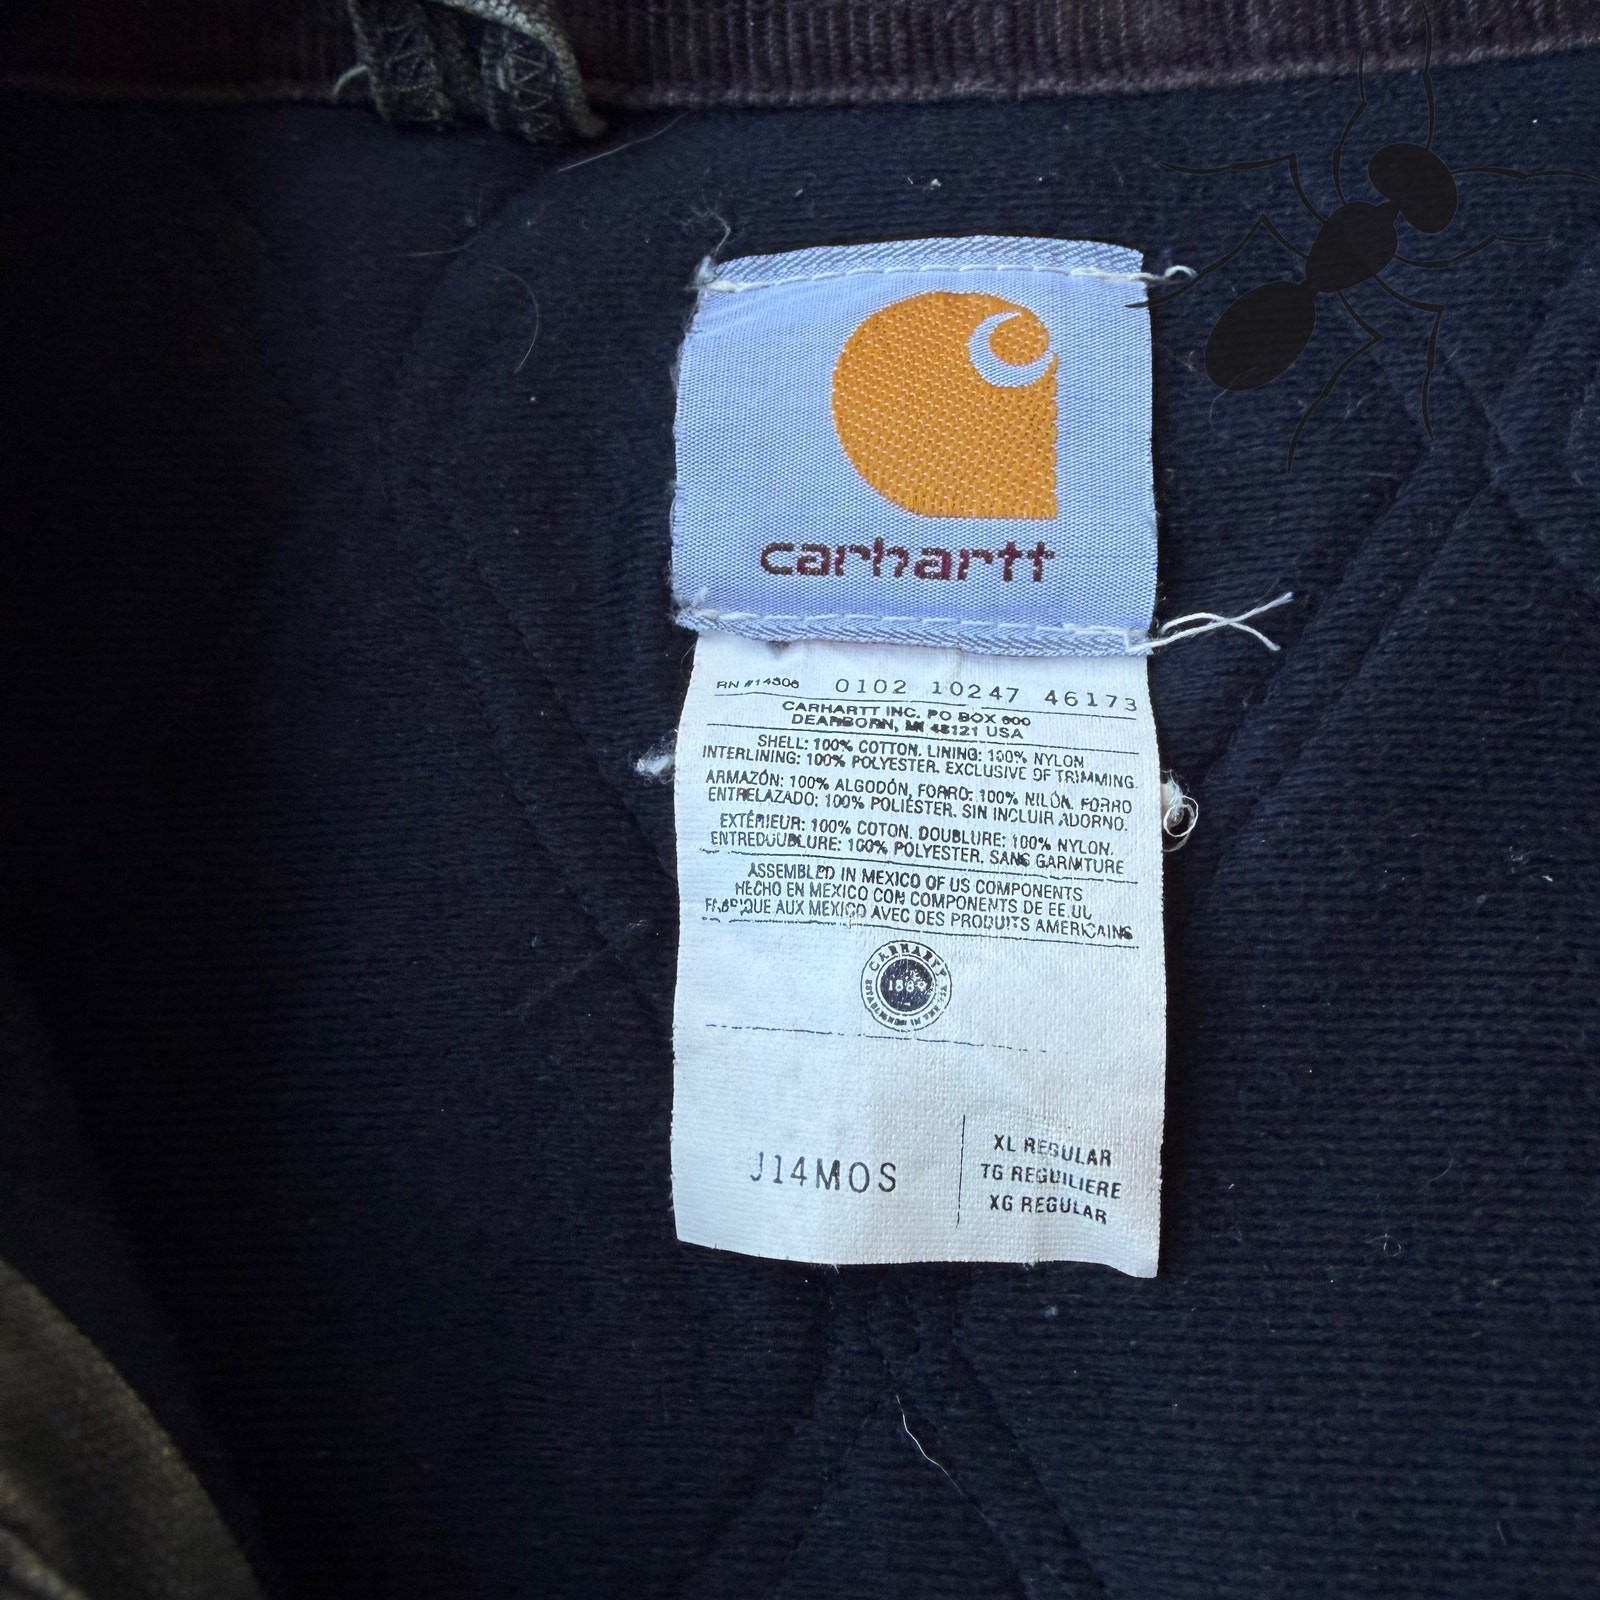 carhartt
RN #14806 0102 10247 46173
CARHARTT INC. PO BOX 600
DEARBORN, MI 48121 USA
SHELL: 100% COTTON. LINING: 100% NYLON
INTERLINING: 100% POLYESTER. EXCLUSIVE OF TRIMMING.
ARMAZÓN: 100% ALGODÓN, FORRO: 100% NILÓN. FORRO
ENTRELAZADO: 100% POLIÉSTER. SIN INCLUIR ADORNO.
EXTÉRIEUR: 100% COTON. DOUBLURE: 100% NYLON.
ENTREDOUBLURE: 100% POLYESTER. SANS GARNITURE
ASSEMBLED IN MEXICO OF US COMPONENTS
HECHO EN MEXICO CON COMPONENTS DE EE.UU
FABRIQUE AUX MEXICO AVEC DES PRODUITS AMERICAINS
CARHARTT
1889
J14MOS
XL REGULAR
TG REGUILIERE
XG REGULAR